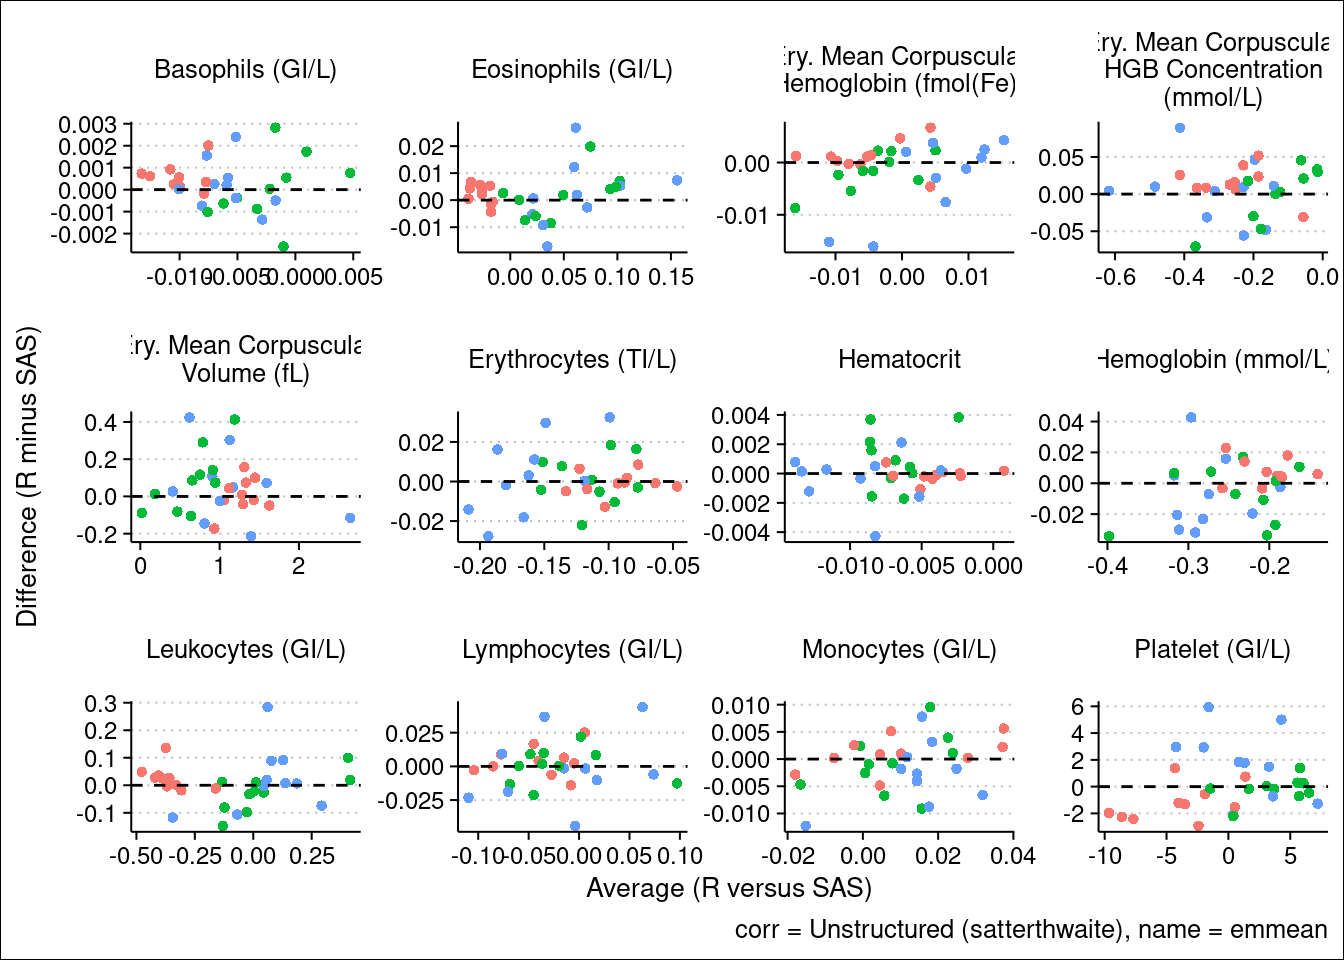 Basophils (GI/L)
Eosinophils (GI/L)
Ery. Mean Corpuscula
Hemoglobin (fmol(Fe)
Ery. Mean Corpuscula
HGB Concentration
(mmol/L)
0.003
0.002
0.001
0.000
-0.001
-0.002
-0.010 -0.005 0.000 0.005
0.02
0.01
0.00
-0.01
0.00 0.05 0.10 0.15
0.00
-0.01
-0.01 0.00 0.01
0.05
0.00
-0.05
-0.6 -0.4 -0.2 0.0
Ery. Mean Corpuscula
Volume (fL)
Erythrocytes (TI/L)
Hematocrit
Hemoglobin (mmol/L)
0.4
0.2
0.0
-0.2
0 1 2
0.02
0.00
-0.02
-0.20 -0.15 -0.10 -0.05
0.004
0.002
0.000
-0.002
-0.004
-0.010 -0.005 0.000
0.04
0.02
0.00
-0.02
-0.4 -0.3 -0.2
Leukocytes (GI/L)
Lymphocytes (GI/L)
Monocytes (GI/L)
Platelet (GI/L)
0.3
0.2
0.1
0.0
-0.1
-0.50 -0.25 0.00 0.25
0.025
0.000
-0.025
-0.10 -0.05 0.00 0.05 0.10
0.010
0.005
0.000
-0.005
-0.010
-0.02 0.00 0.02 0.04
6
4
2
0
-2
-10 -5 0 5
Difference (R minus SAS)
Average (R versus SAS)
corr = Unstructured (satterthwaite), name = emmean